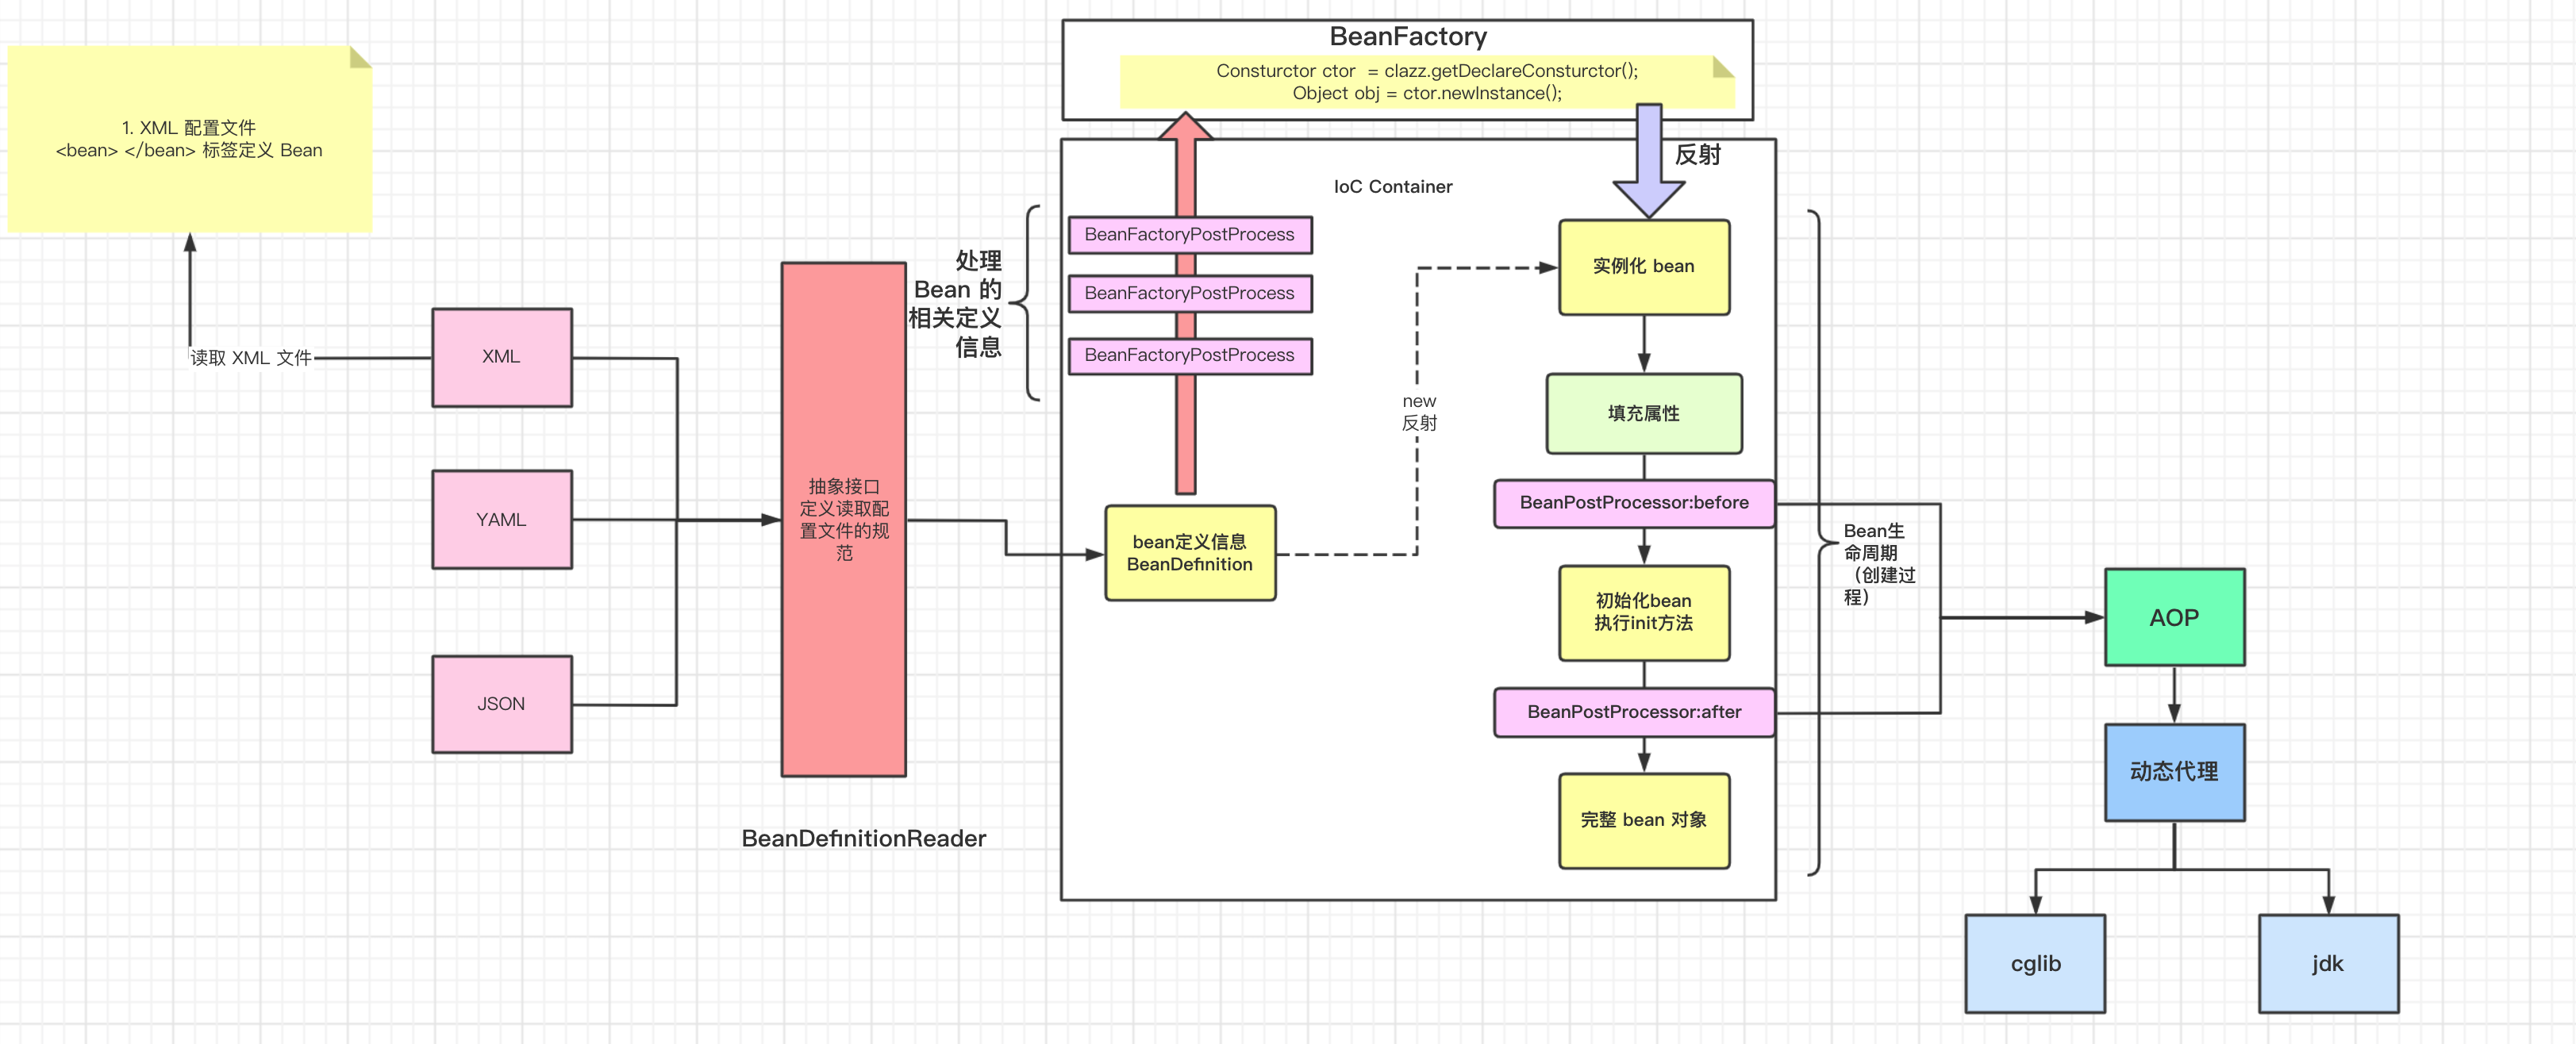 BeanFactory
Consturctor ctor  = clazz.getDeclareConsturctor();
Object obj = ctor.newInstance();
1. XML 配置文件
<bean> </bean> 标签定义 Bean
反射
IoC Container
处理
Bean 的
相关定义
信息
BeanFactoryPostProcess
BeanFactoryPostProcess
BeanFactoryPostProcess
实例化 bean
读取 XML 文件
XML
YAML
JSON
抽象接口
定义读取配
置文件的规
范
BeanDefinitionReader
new
反射
bean定义信息
BeanDefinition
填充属性
BeanPostProcessor:before
初始化bean
执行init方法
BeanPostProcessor:after
完整 bean 对象
Bean生
命周期
（创建过
程）
AOP
动态代理
cglib
jdk